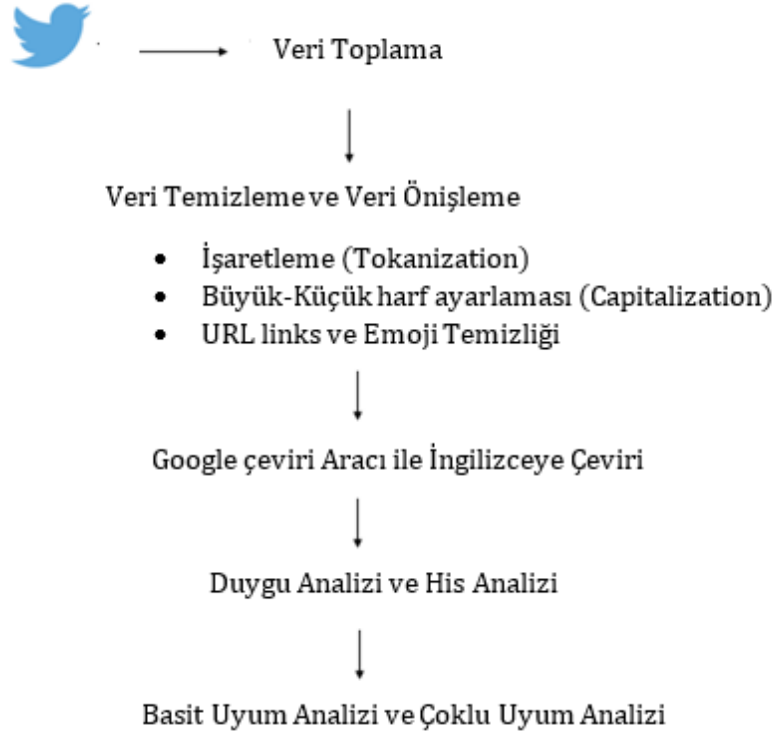 Veri Toplama
Veri Temizleme ve Veri Önişleme
• İşaretleme (Tokanization)
• Büyük-Küçük harf ayarlaması (Capitalization)
• URL links ve Emoji Temizliği
Google çeviri Aracı ile İngilizceye Çeviri
Duygu Analizi ve His Analizi
Basit Uyum Analizi ve Çoklu Uyum Analizi